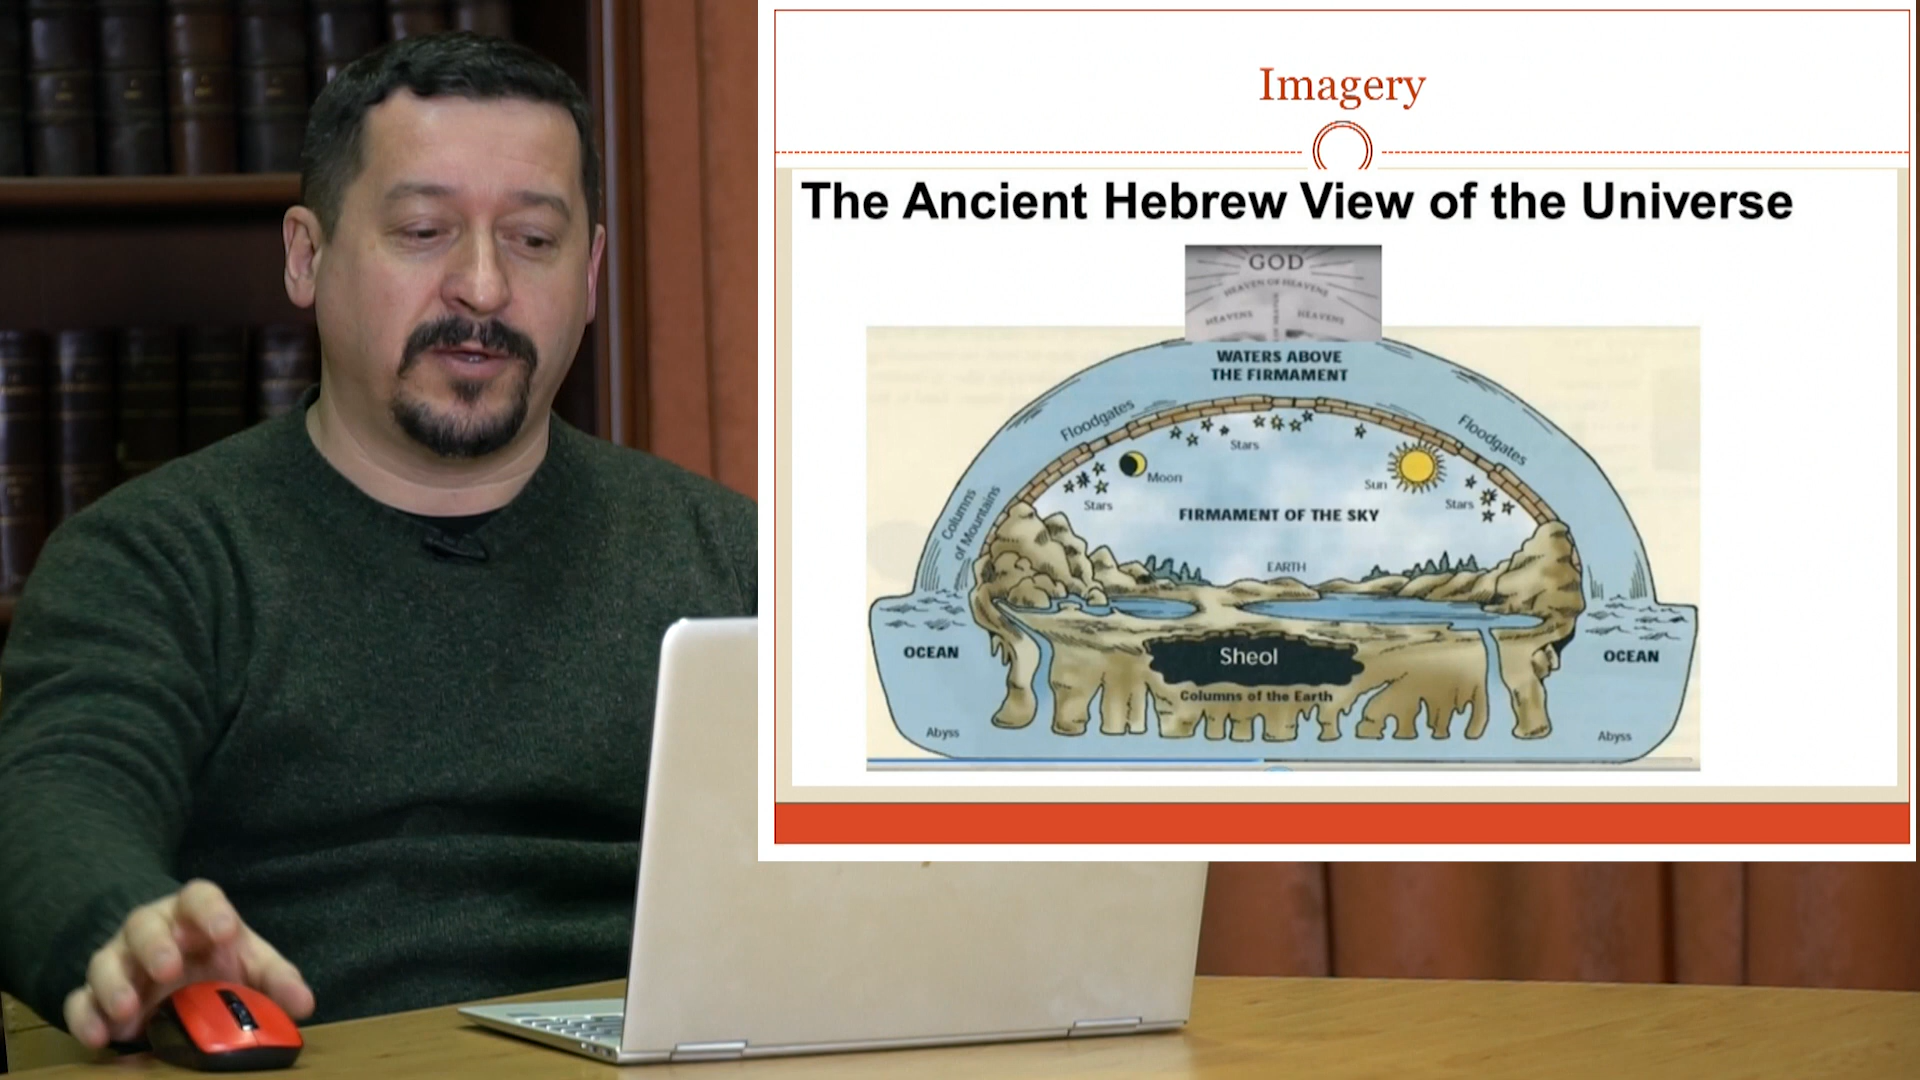 Imagery
The Ancient Hebrew View of the Universe
GOD
HEAVEN OF HEAVENS
HEAVENS
HEAVENS
WATERS ABOVE
THE FIRMAMENT
Floodgates
Floodgates
Stars
Moon
Sun
Stars
Stars
Columns
of Mountains
FIRMAMENT OF THE SKY
EARTH
OCEAN
Sheol
OCEAN
Columns of the Earth
Abyss
Abyss